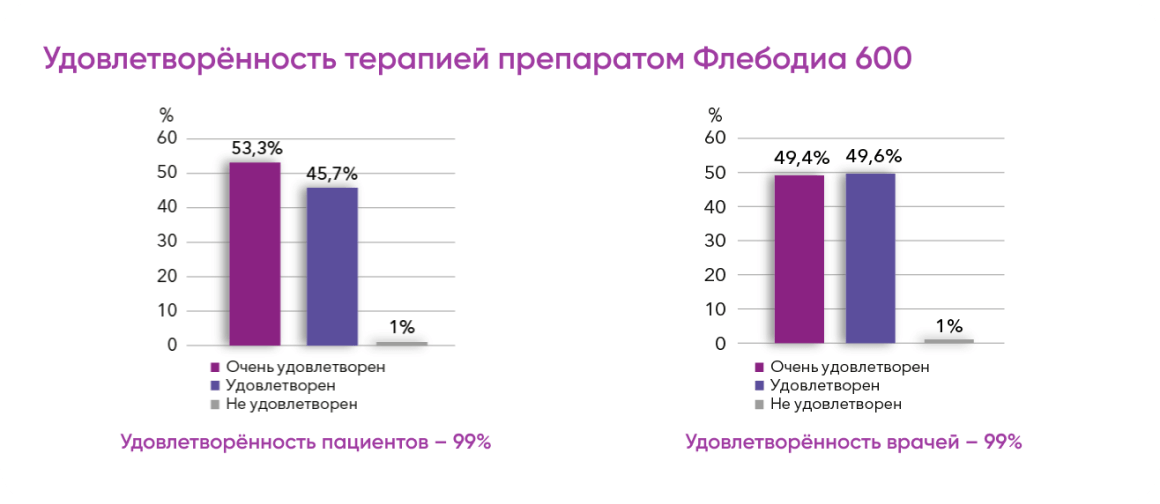 Удовлетворённость терапией препаратом Флебодиа 600
%
60
50
40
30
20
10
0
53,3%
45,7%
1%
Очень удовлетворен
Удовлетворен
Не удовлетворен
Удовлетворённость пациентов – 99%
%
60
50
40
30
20
10
0
49,4%
49,6%
1%
Очень удовлетворен
Удовлетворен
Не удовлетворен
Удовлетворённость врачей – 99%